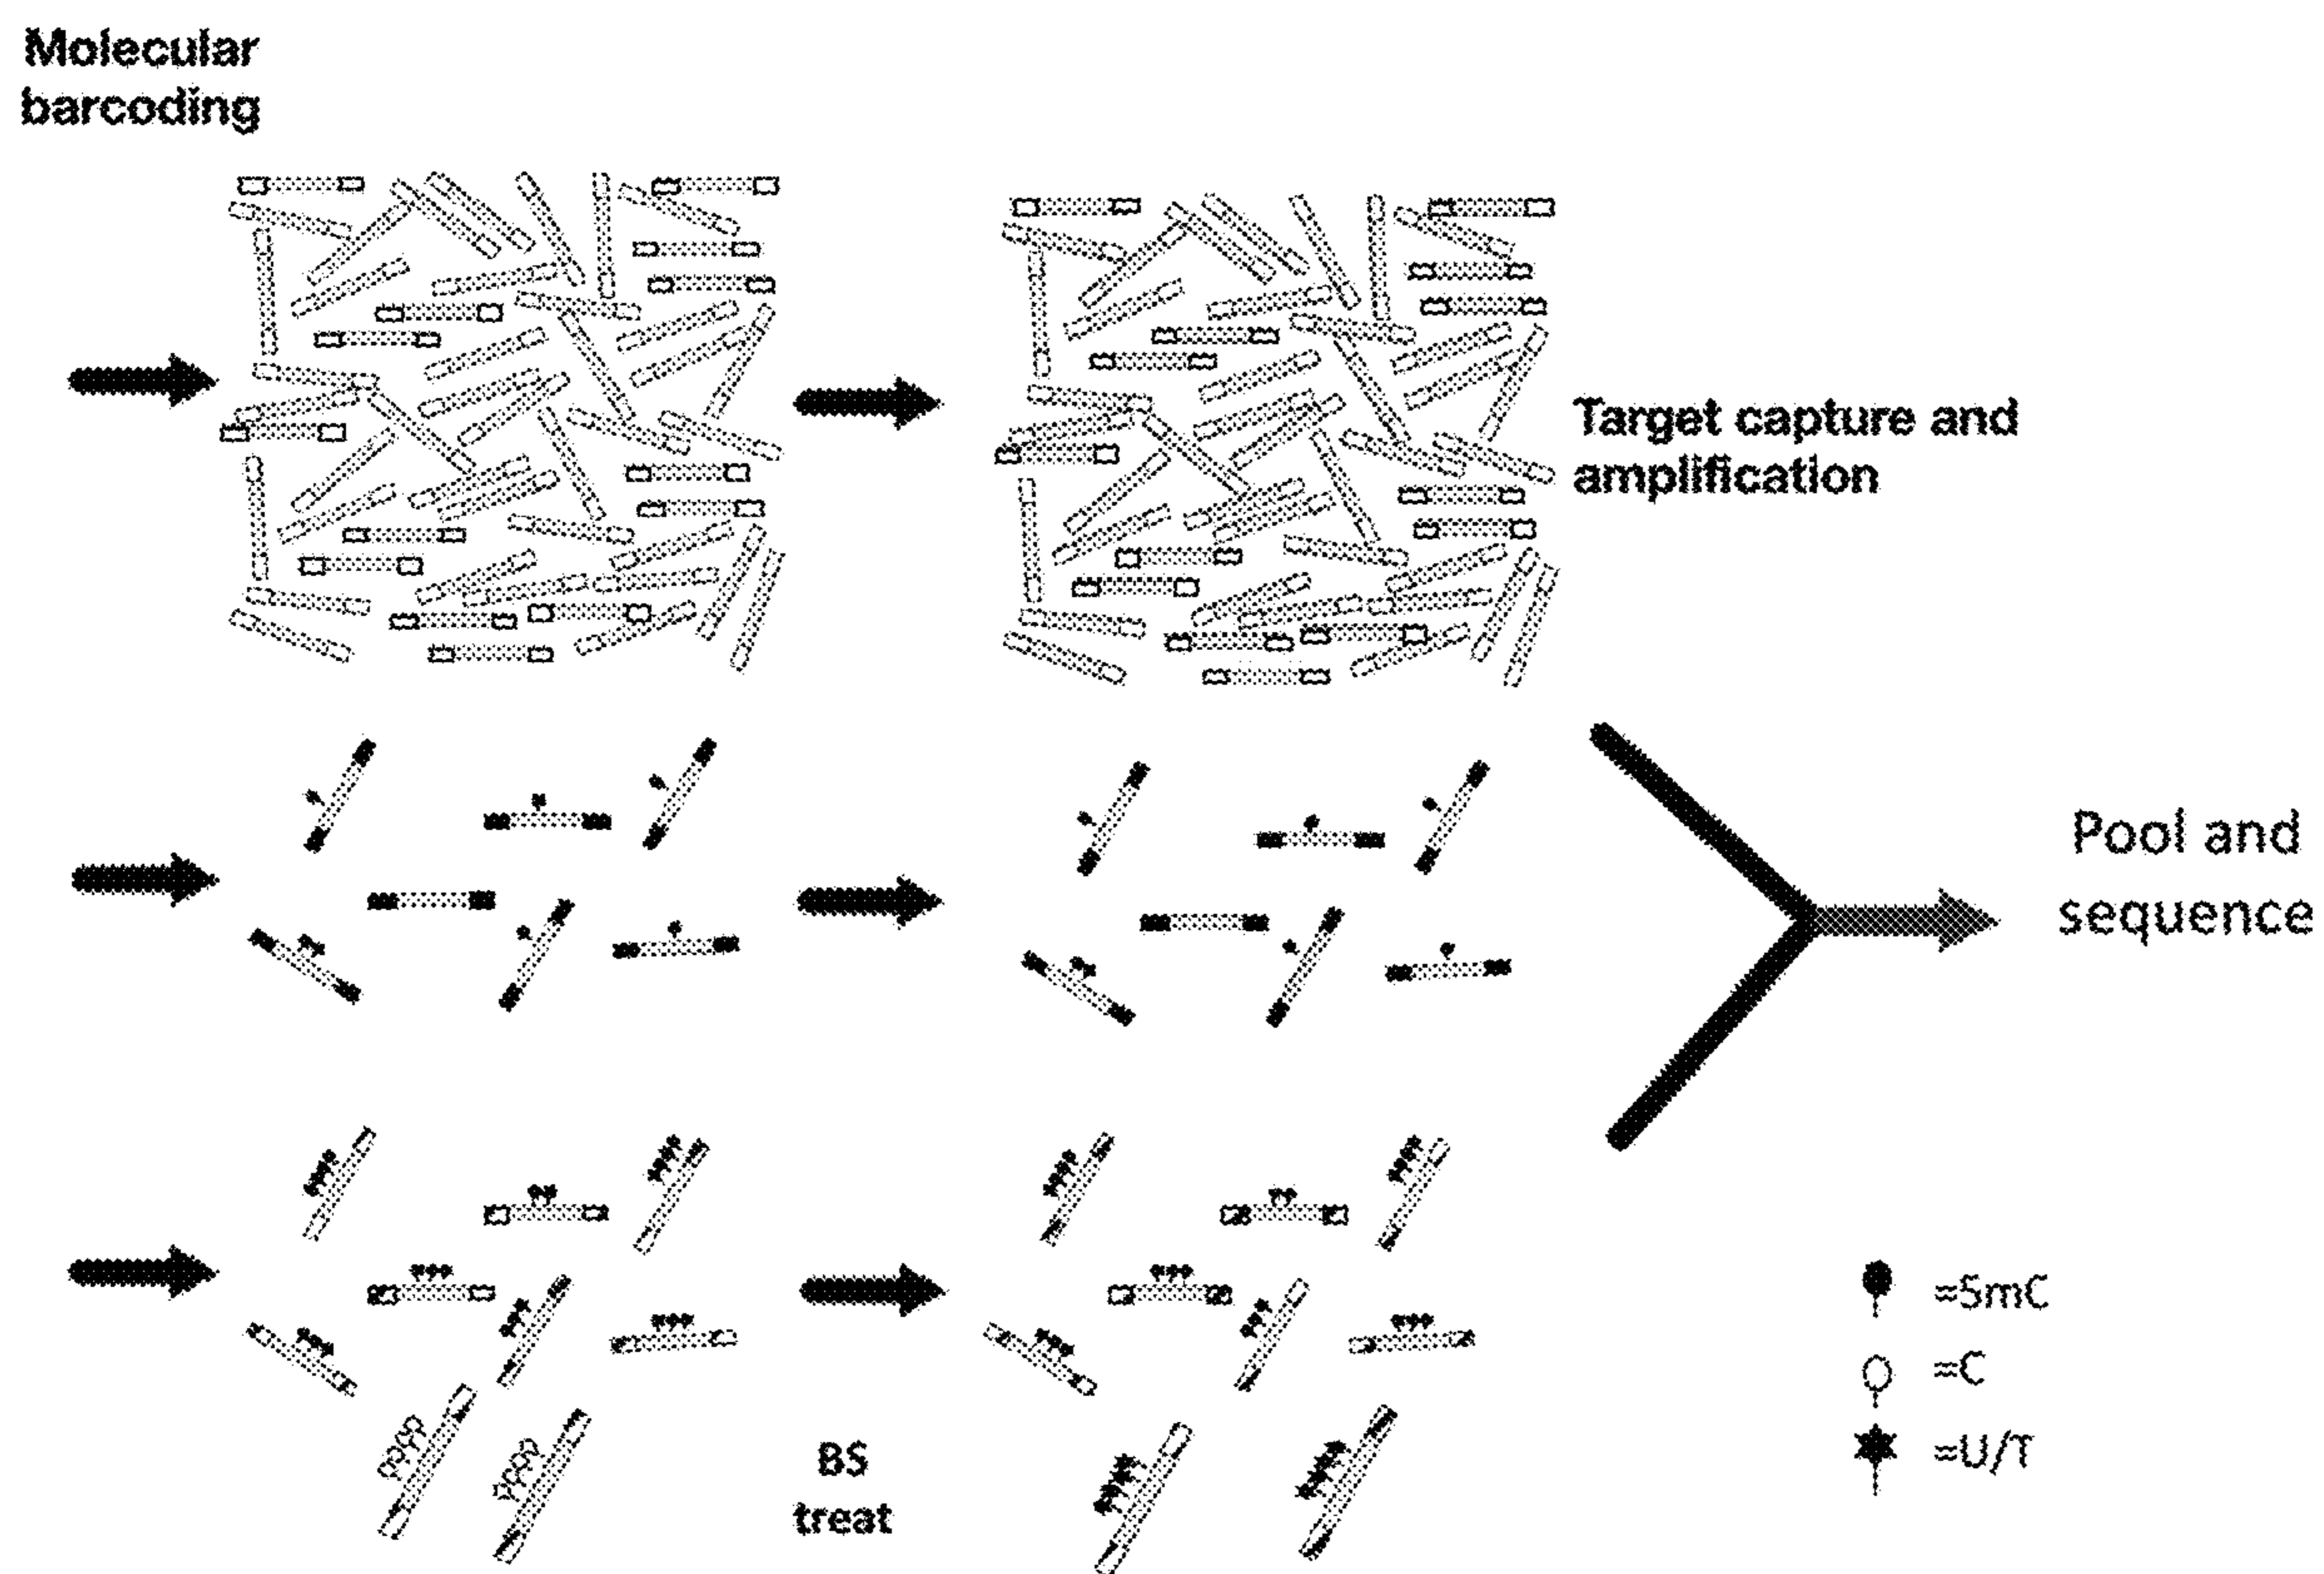 Molecular
barcoding
Target capture and
amplification
Pool and
sequence
=5mC
=C
=U/T
BS
treat